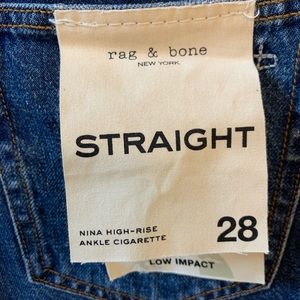 rag & bone
NEW YORK
STRAIGHT
NINA HIGH-RISE
ANKLE CIGARETTE
28
LOW IMPACT